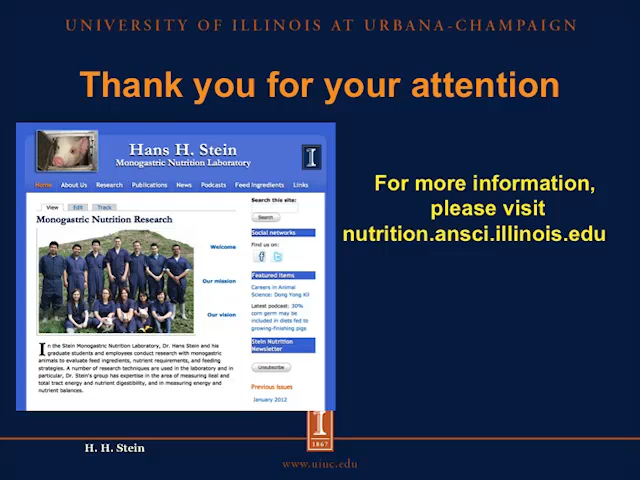 UNIVERSITY OF ILLINOIS AT URBANA-CHAMPAIGN
Thank you for your attention
Hans H. Stein
Monogastric Nutrition Laboratory
I
Home About Us Research Publications News Podcasts Feed Ingredients Links
View Edit Track
Monogastric Nutrition Research
Welcome
Our mission
Our vision
In the Stein Monogastric Nutrition Laboratory, Dr. Hans Stein and his
graduate students and employees conduct research with monogastric
animals to evaluate feed ingredients, nutrient requirements, and feeding
strategies. A number of research techniques are used in the laboratory and in
particular, Dr. Stein's group has expertise in the area of measuring ileal and
total tract energy and nutrient digestibility, and in measuring energy and
nutrient balances.
Search this site:
Search
Social networks
Find us on:
Featured items
Careers in Animal
Science: Dong Yong Kil
Latest podcast: 30%
corn germ may be
included in diets fed to
growing-finishing pigs
Stein Nutrition
Newsletter
Unsubscribe
Previous issues
January 2012
For more information,
please visit
nutrition.ansci.illinois.edu
I
1867
H. H. Stein
www.uiuc.edu